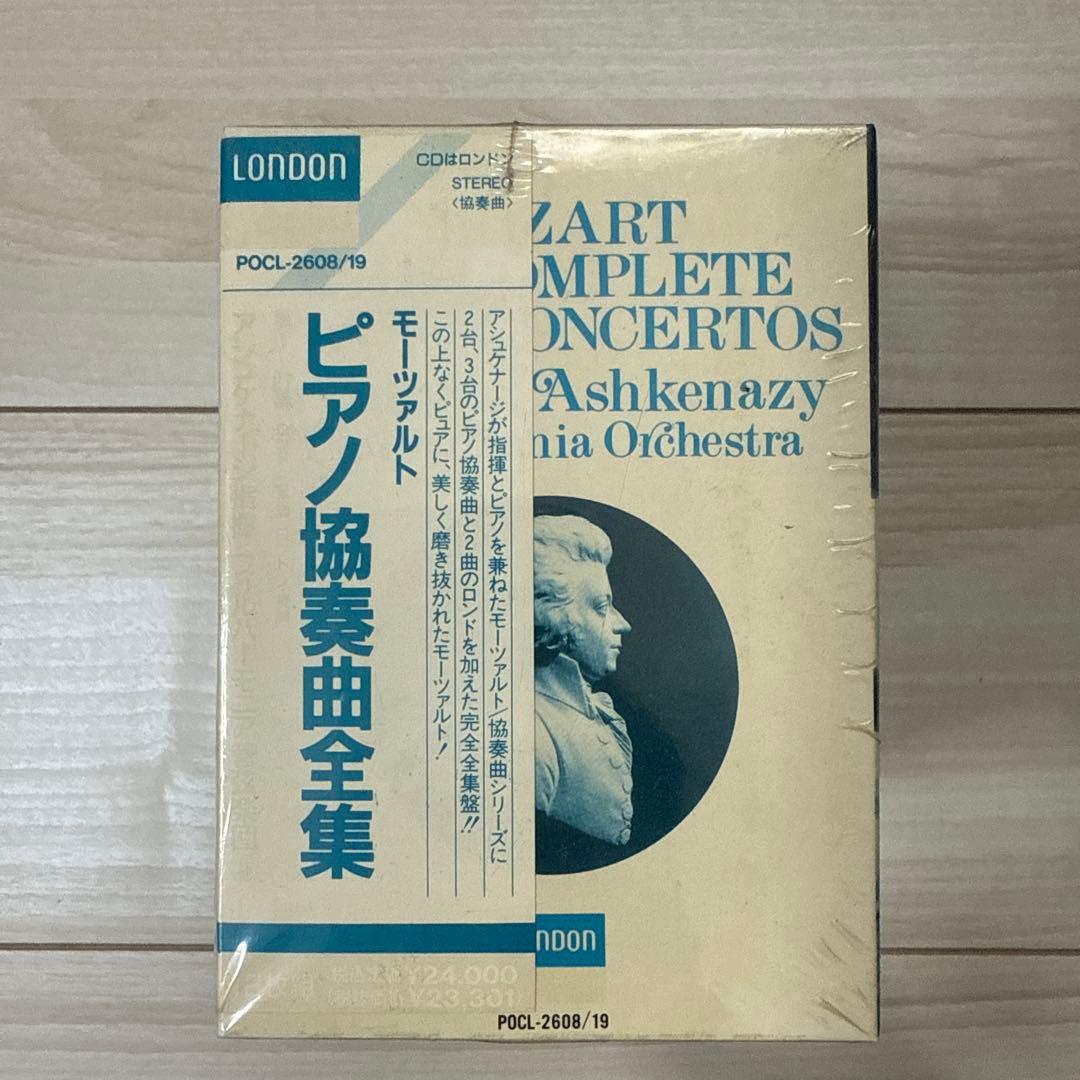 LONDON
CDはロンドン
STEREO
〈協奏曲〉
POCL-2608/19
モーツァルト
ピアノ協奏曲全集
アシュケナージが指揮とピアノを兼ねたモーツァルト/協奏曲シリーズに
2台、3台のピアノ協奏曲と2曲のロンドを加えた完全全集盤!!
この上なくピュアに、美しく磨き抜かれたモーツァルト!
¥24,000
¥23,301
ZART
OMPLETE
ONCERTOS
Ashkenazy
nia Orchestra
NDON
POCL-2608/19